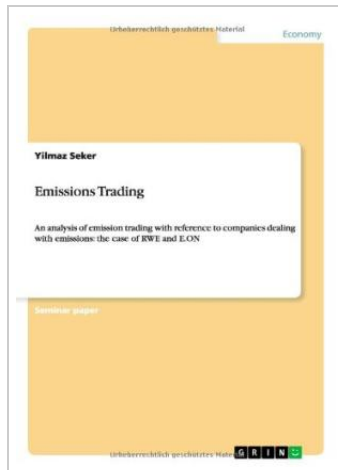 Urheberrechtlich geschütztes Material
Economy
Yilmaz Seker
Emissions Trading
An analysis of emission trading with reference to companies dealing
with emissions: the case of RWE and E.ON
Seminar paper
Urheberrechtlich geschütztes Mate
GRIN